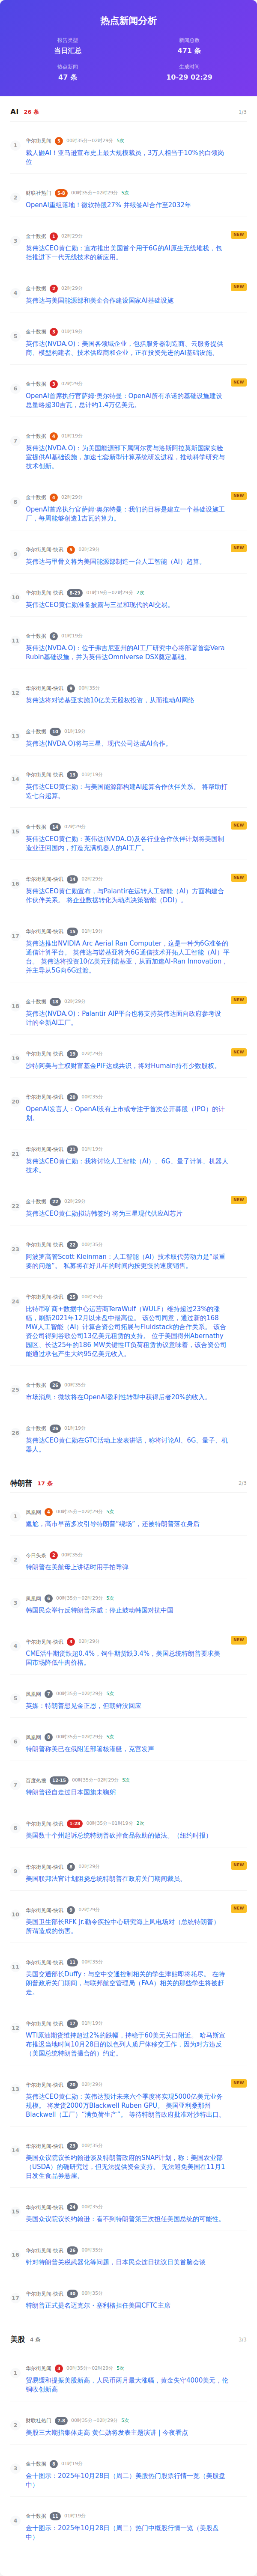 热点新闻分析
报告类型
当日汇总
新闻总数
471 条
热点新闻
47 条
生成时间
10-29 02:29
AI 26 条 1/3
1
华尔街见闻 5 00时35分~02时29分 5次
裁人砸AI！亚马逊宣布史上最大规模裁员，3万人相当于10%的白领岗
位
2
财联社热门 5-8 00时35分~02时29分 5次
OpenAI重组落地！微软持股27% 并续签AI合作至2032年
3
金十数据 1 02时29分 NEW
英伟达CEO黄仁勋：宣布推出美国首个用于6G的AI原生无线堆栈，包
括推进下一代无线技术的新应用。
4
金十数据 2 02时29分 NEW
英伟达与美国能源部和美企合作建设国家AI基础设施
5
金十数据 3 01时19分
英伟达(NVDA.O)：美国各领域企业，包括服务器制造商、云服务提供
商、模型构建者、技术供应商和企业，正在投资先进的AI基础设施。
6
金十数据 3 02时29分 NEW
OpenAI首席执行官萨姆·奥尔特曼：OpenAI所有承诺的基础设施建设
总量略超30吉瓦，总计约1.4万亿美元。
7
金十数据 4 01时19分
英伟达(NVDA.O)：为美国能源部下属阿尔贡与洛斯阿拉莫斯国家实验
室提供AI基础设施，加速七套新型计算系统研发进程，推动科学研究与
技术创新。
8
金十数据 4 02时29分 NEW
OpenAI首席执行官萨姆·奥尔特曼：我们的目标是建立一个基础设施工
厂，每周能够创造1吉瓦的算力。
9
华尔街见闻-快讯 5 02时29分 NEW
英伟达与甲骨文将为美国能源部制造一台人工智能（AI）超算。
10
华尔街见闻-快讯 8-29 01时19分~02时29分 2次
英伟达CEO黄仁勋准备披露与三星和现代的AI交易。
11
金十数据 6 01时19分
英伟达(NVDA.O)：位于弗吉尼亚州的AI工厂研究中心将部署首套Vera
Rubin基础设施，并为英伟达Omniverse DSX奠定基础。
12
华尔街见闻-快讯 9 00时35分
英伟达将对诺基亚实施10亿美元股权投资，从而推动AI网络
13
金十数据 10 01时19分
英伟达(NVDA.O)将与三星、现代公司达成AI合作。
14
华尔街见闻-快讯 13 01时19分
英伟达CEO黄仁勋：与美国能源部构建AI超算合作伙伴关系。 将帮助打
造七台超算。
15
金十数据 14 02时29分 NEW
英伟达CEO黄仁勋：英伟达(NVDA.O)及各行业合作伙伴计划将美国制
造业迁回国内，打造充满机器人的AI工厂。
16
华尔街见闻-快讯 14 02时29分 NEW
英伟达CEO黄仁勋宣布，与Palantir在运转人工智能（AI）方面构建合
作伙伴关系。 将企业数据转化为动态决策智能（DDI）。
17
华尔街见闻-快讯 15 01时19分
英伟达推出NVIDIA Arc Aerial Ran Computer，这是一种为6G准备的
通信计算平台。 英伟达与诺基亚将为6G通信技术开拓人工智能（AI）平
台。 英伟达将投资10亿美元到诺基亚，从而加速AI-Ran Innovation，
并主导从5G向6G过渡。
18
金十数据 18 02时29分 NEW
英伟达(NVDA.O)：Palantir AIP平台也将支持英伟达面向政府参考设
计的全新AI工厂。
19
华尔街见闻-快讯 19 02时29分 NEW
沙特阿美与主权财富基金PIF达成共识，将对Humain持有少数股权。
20
华尔街见闻-快讯 20 00时35分
OpenAI发言人：OpenAI没有上市或专注于首次公开募股（IPO）的计
划。
21
华尔街见闻-快讯 21 01时19分
英伟达CEO黄仁勋：我将讨论人工智能（AI）、6G、量子计算、机器人
技术。
22
金十数据 22 02时29分 NEW
英伟达CEO黄仁勋拟访韩签约 将为三星现代供应AI芯片
23
华尔街见闻-快讯 22 00时35分
阿波罗高管Scott Kleinman：人工智能（AI）技术取代劳动力是“最重
要的问题”。 私募将在好几年的时间内按更慢的速度销售。
24
华尔街见闻-快讯 25 00时35分
比特币矿商+数据中心运营商TeraWulf（WULF）维持超过23%的涨
幅，刷新2021年12月以来盘中最高位。 该公司同意，通过新的168
MW人工智能（AI）计算合资公司拓展与Fluidstack的合作关系。 该合
资公司得到谷歌公司13亿美元租赁的支持。 位于美国得州Abernathy
园区、长达25年的186 MW关键性IT负荷租赁协议意味着，该合资公司
能通过承包产生大约95亿美元收入。
25
金十数据 26 00时35分
市场消息：微软将在OpenAI盈利性转型中获得后者20%的收入。
26
金十数据 26 01时19分
英伟达CEO黄仁勋在GTC活动上发表讲话，称将讨论AI、6G、量子、机
器人。
特朗普 17 条 2/3
1
凤凰网 4 00时35分~02时29分 5次
尴尬，高市早苗多次引导特朗普“绕场”，还被特朗普落在身后
2
今日头条 2 00时35分
特朗普在美航母上讲话时用手拍导弹
3
凤凰网 6 00时35分~02时29分 5次
韩国民众举行反特朗普示威：停止鼓动韩国对抗中国
4
华尔街见闻-快讯 3 02时29分 NEW
CME活牛期货跌超0.4%，饲牛期货跌3.4%，美国总统特朗普要求美
国市场降低牛肉价格。
5
凤凰网 7 00时35分~02时29分 5次
英媒：特朗普想见金正恩，但朝鲜没回应
6
凤凰网 8 00时35分~02时29分 5次
特朗普称美已在俄附近部署核潜艇，克宫发声
7
百度热搜 12-15 00时35分~02时29分 5次
特朗普径自走过日本国旗未鞠躬
8
华尔街见闻-快讯 1-28 00时35分~01时19分 2次
美国数十个州起诉总统特朗普砍掉食品救助的做法。（纽约时报）
9
华尔街见闻-快讯 8 02时29分 NEW
美国联邦法官计划阻挠总统特朗普在政府关门期间裁员。
10
华尔街见闻-快讯 9 02时29分 NEW
美国卫生部长RFK Jr.勒令疾控中心研究海上风电场对（总统特朗普）
所谓造成的伤害。
11
华尔街见闻-快讯 11 00时35分
美国交通部长Duffy：与空中交通控制相关的学生津贴即将耗尽。 在特
朗普政府关门期间，与联邦航空管理局（FAA）相关的那些学生将被赶
走。
12
华尔街见闻-快讯 17 01时19分
WTI原油期货维持超过2%的跌幅，持稳于60美元关口附近。 哈马斯宣
布推迟当地时间10月28日的以色列人质尸体移交工作，因为对方违反
（美国总统特朗普撮合的）约定。
13
华尔街见闻-快讯 20 02时29分 NEW
英伟达CEO黄仁勋：英伟达预计未来六个季度将实现5000亿美元业务
规模。 将发货2000万Blackwell Ruben GPU。 美国亚利桑那州
Blackwell（工厂）“满负荷生产”。 等待特朗普政府批准对沙特出口。
14
华尔街见闻-快讯 23 00时35分
美国众议院议长约翰逊谈及特朗普政府的SNAP计划，称：美国农业部
（USDA）的确研究过，但无法提供资金支持。 无法避免美国在11月1
日发生食品券悬崖。
15
华尔街见闻-快讯 24 00时35分
美国众议院议长约翰逊：看不到特朗普第三次担任美国总统的可能性。
16
华尔街见闻-快讯 26 00时35分
针对特朗普关税武器化等问题，日本民众连日抗议日美首脑会谈
17
华尔街见闻-快讯 30 00时35分
特朗普正式提名迈克尔·塞利格担任美国CFTC主席
美股 4 条 3/3
1
华尔街见闻 3 00时35分~02时29分 5次
贸易缓和提振美股新高，人民币两月最大涨幅，黄金失守4000美元，伦
铜收创新高
2
财联社热门 7-8 00时35分~02时29分 5次
美股三大期指集体走高 黄仁勋将发表主题演讲 | 今夜看点
3
金十数据 8 01时19分
金十图示：2025年10月28日（周二）美股热门股票行情一览（美股盘
中）
4
金十数据 11 01时19分
金十图示：2025年10月28日（周二）热门中概股行情一览（美股盘
中）